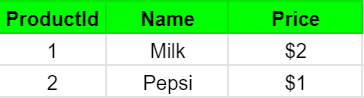 ProductId Name Price
1 Milk $2
2 Pepsi $1